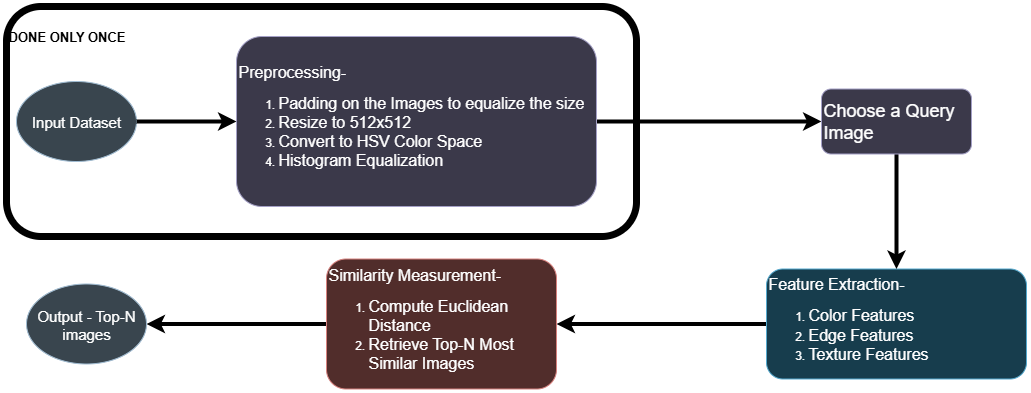 DONE ONLY ONCE
Input Dataset
Preprocessing-
1. Padding on the Images to equalize the size
2. Resize to 512x512
3. Convert to HSV Color Space
4. Histogram Equalization
Choose a Query
Image
Feature Extraction-
1. Color Features
2. Edge Features
3. Texture Features
Similarity Measurement-
1. Compute Euclidean
Distance
2. Retrieve Top-N Most
Similar Images
Output - Top-N
images